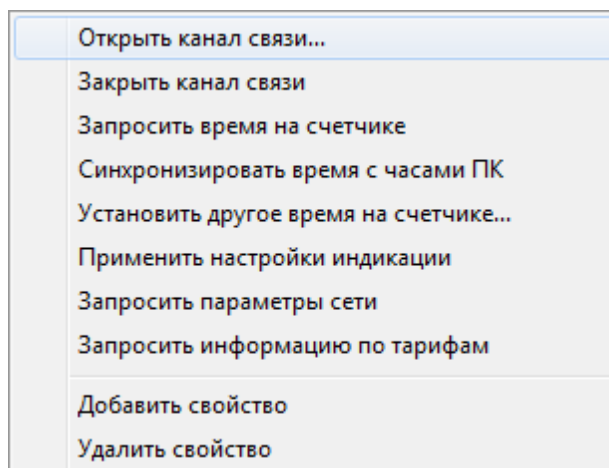 Открыть канал связи...
Закрыть канал связи
Запросить время на счетчике
Синхронизировать время с часами ПК
Установить другое время на счетчике...
Применить настройки индикации
Запросить параметры сети
Запросить информацию по тарифам
Добавить свойство
Удалить свойство